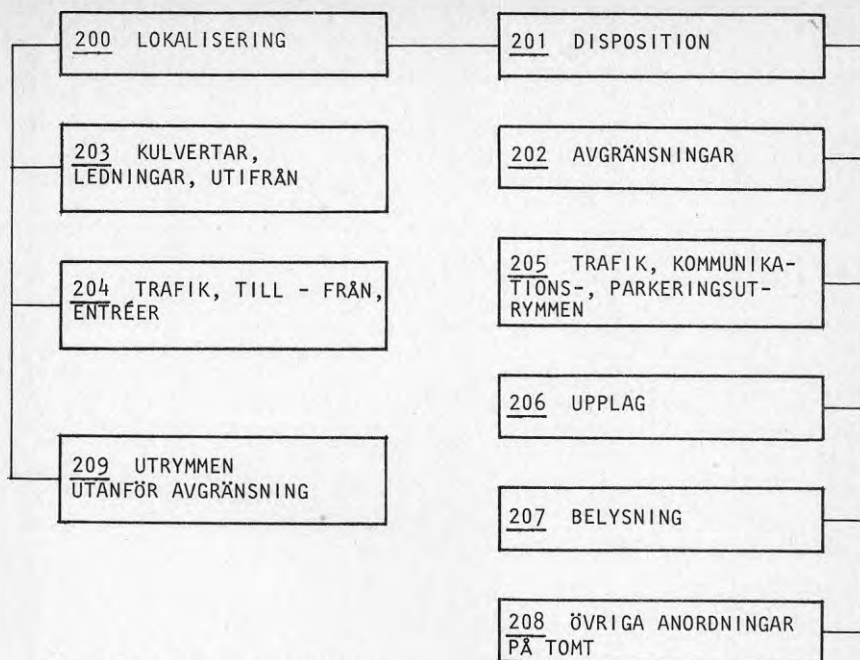 200 LOKALISERING
203 KULVERTAR,
LEDNINGAR, UTIFRÅN
204 TRAFIK, TILL - FRÅN,
ENTRÉER
209 UTRYMMEN
UTANFÖR AVGRÄNSNING
201 DISPOSITION
202 AVGRÄNSNINGAR
205 TRAFIK, KOMMUNIKA-
TIONS-, PARKERINGSUT-
RYMMEN
206 UPPLAG
207 BELYSNING
208 ÖVRIGA ANORDNINGAR
PÅ TOMT